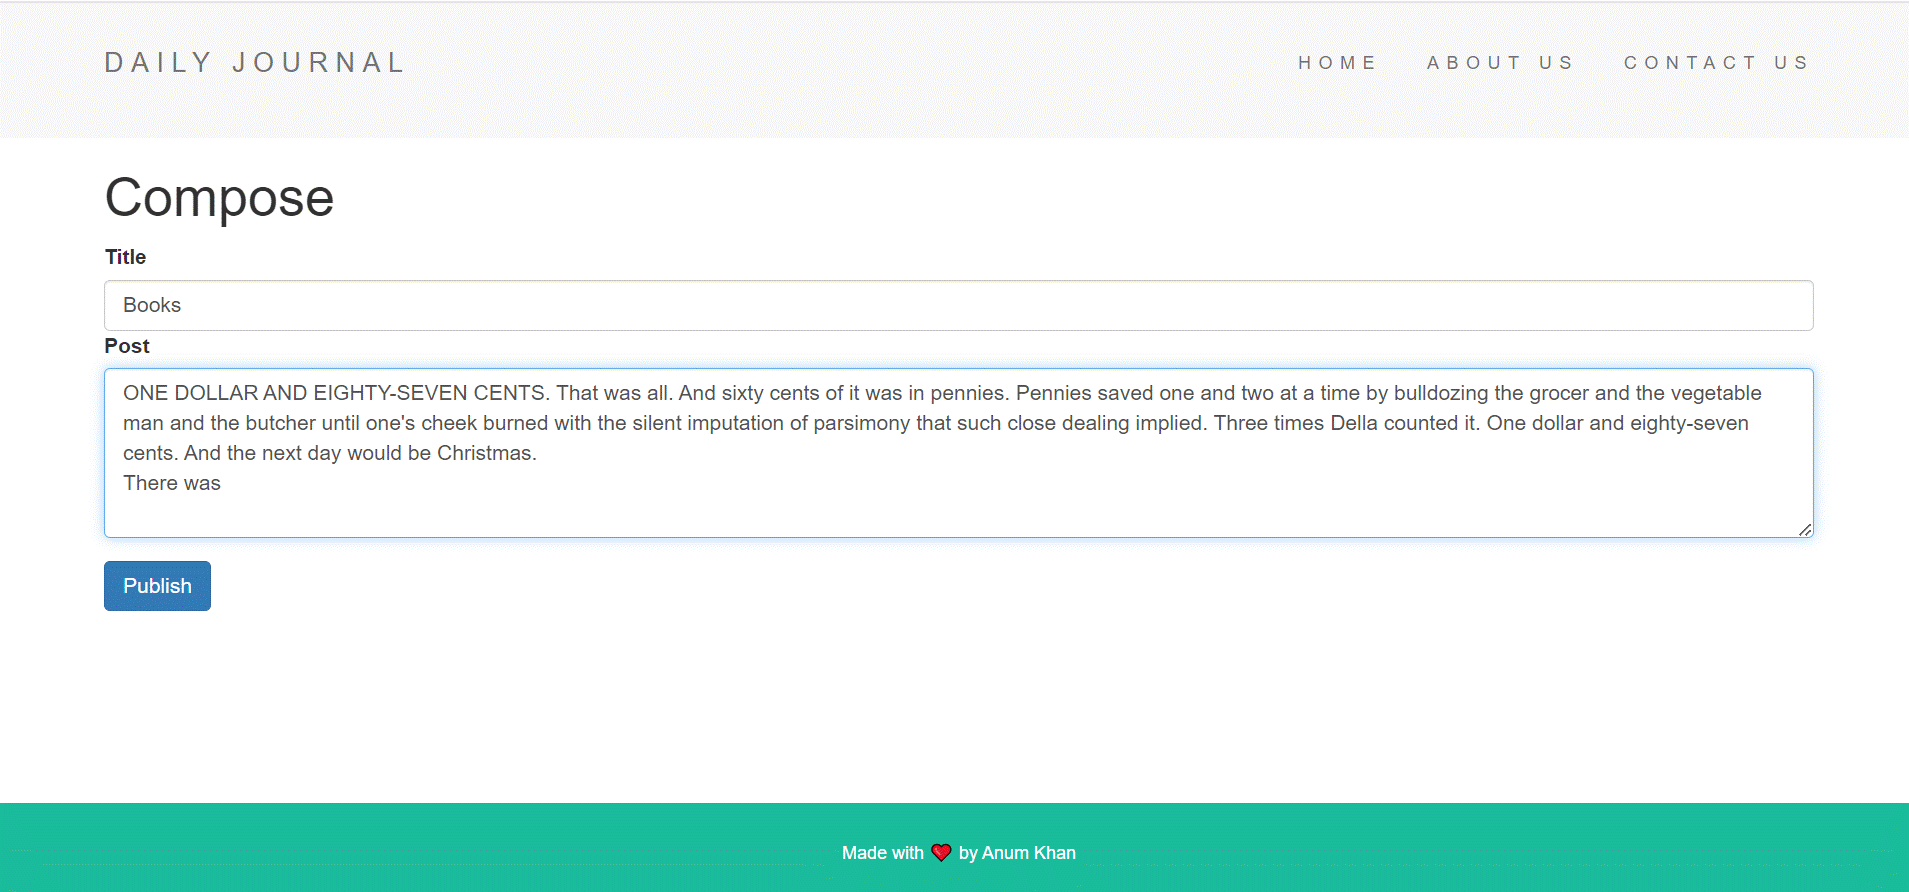 DAILY JOURNAL
HOME ABOUT US CONTACT US
Compose
Title
Books
Post
ONE DOLLAR AND EIGHTY-SEVEN CENTS. That was all. And sixty cents of it was in pennies. Pennies saved one and two at a time by bulldozing the grocer and the vegetable
man and the butcher until one's cheek burned with the silent imputation of parsimony that such close dealing implied. Three times Della counted it. One dollar and eighty-seven
cents. And the next day would be Christmas.
There was
Publish
Made with ❤ by Anum Khan